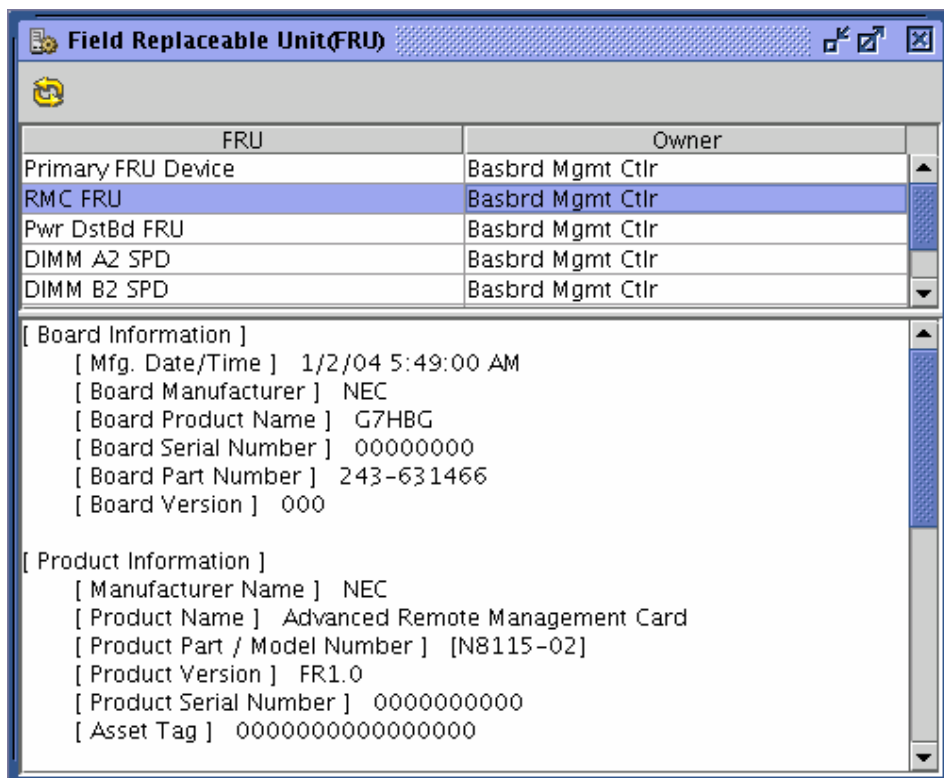 Field Replaceable Unit(FRU)
FRU Owner
Primary FRU Device Basbrd Mgmt Ctlr
RMC FRU Basbrd Mgmt Ctlr
Pwr DstBd FRU Basbrd Mgmt Ctlr
DIMM A2 SPD Basbrd Mgmt Ctlr
DIMM B2 SPD Basbrd Mgmt Ctlr
[ Board Information ]
[ Mfg. Date/Time ] 1/2/04 5:49:00 AM
[ Board Manufacturer ] NEC
[ Board Product Name ] G7HBG
[ Board Serial Number ] 00000000
[ Board Part Number ] 243-631466
[ Board Version ] 000
[ Product Information ]
[ Manufacturer Name ] NEC
[ Product Name ] Advanced Remote Management Card
[ Product Part / Model Number ] [N8115-02]
[ Product Version ] FR1.0
[ Product Serial Number ] 0000000000
[ Asset Tag ] 0000000000000000